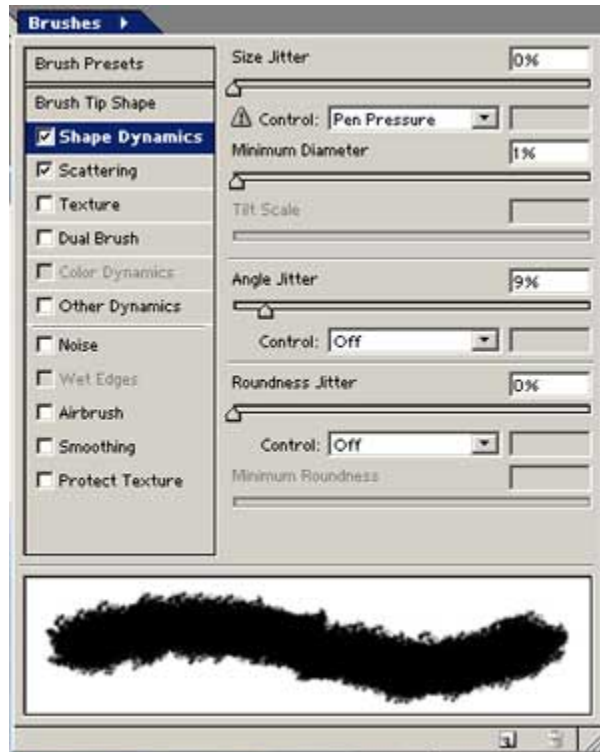 Brushes
Brush Presets
Brush Tip Shape
Shape Dynamics
Scattering
Texture
Dual Brush
Color Dynamics
Other Dynamics
Noise
Wet Edges
Airbrush
Smoothing
Protect Texture
Size Jitter 0%
Control: Pen Pressure
Minimum Diameter 1%
Tilt Scale
Angle Jitter 9%
Control: Off
Roundness Jitter 0%
Control: Off
Minimum Roundness